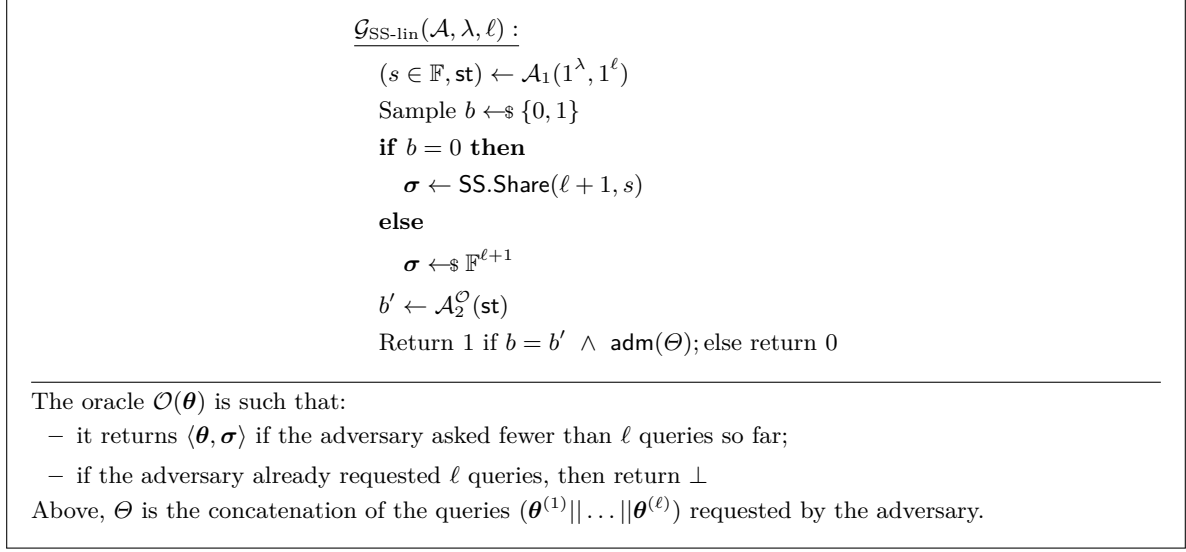 𝒢_SS-lin(𝒜, λ, ℓ) :
(s ∈ 𝔽, st) ← 𝒜₁(1^λ, 1^ℓ)
Sample b ←$ {0, 1}
if b = 0 then
σ ← SS.Share(ℓ + 1, s)
else
σ ←$ 𝔽^{ℓ+1}
b′ ← 𝒜₂^𝒪(st)
Return 1 if b = b′ ∧ adm(Θ); else return 0
The oracle 𝒪(θ) is such that:
– it returns ⟨θ, σ⟩ if the adversary asked fewer than ℓ queries so far;
– if the adversary already requested ℓ queries, then return ⊥
Above, Θ is the concatenation of the queries (θ^(1)|| . . . ||θ^(ℓ)) requested by the adversary.